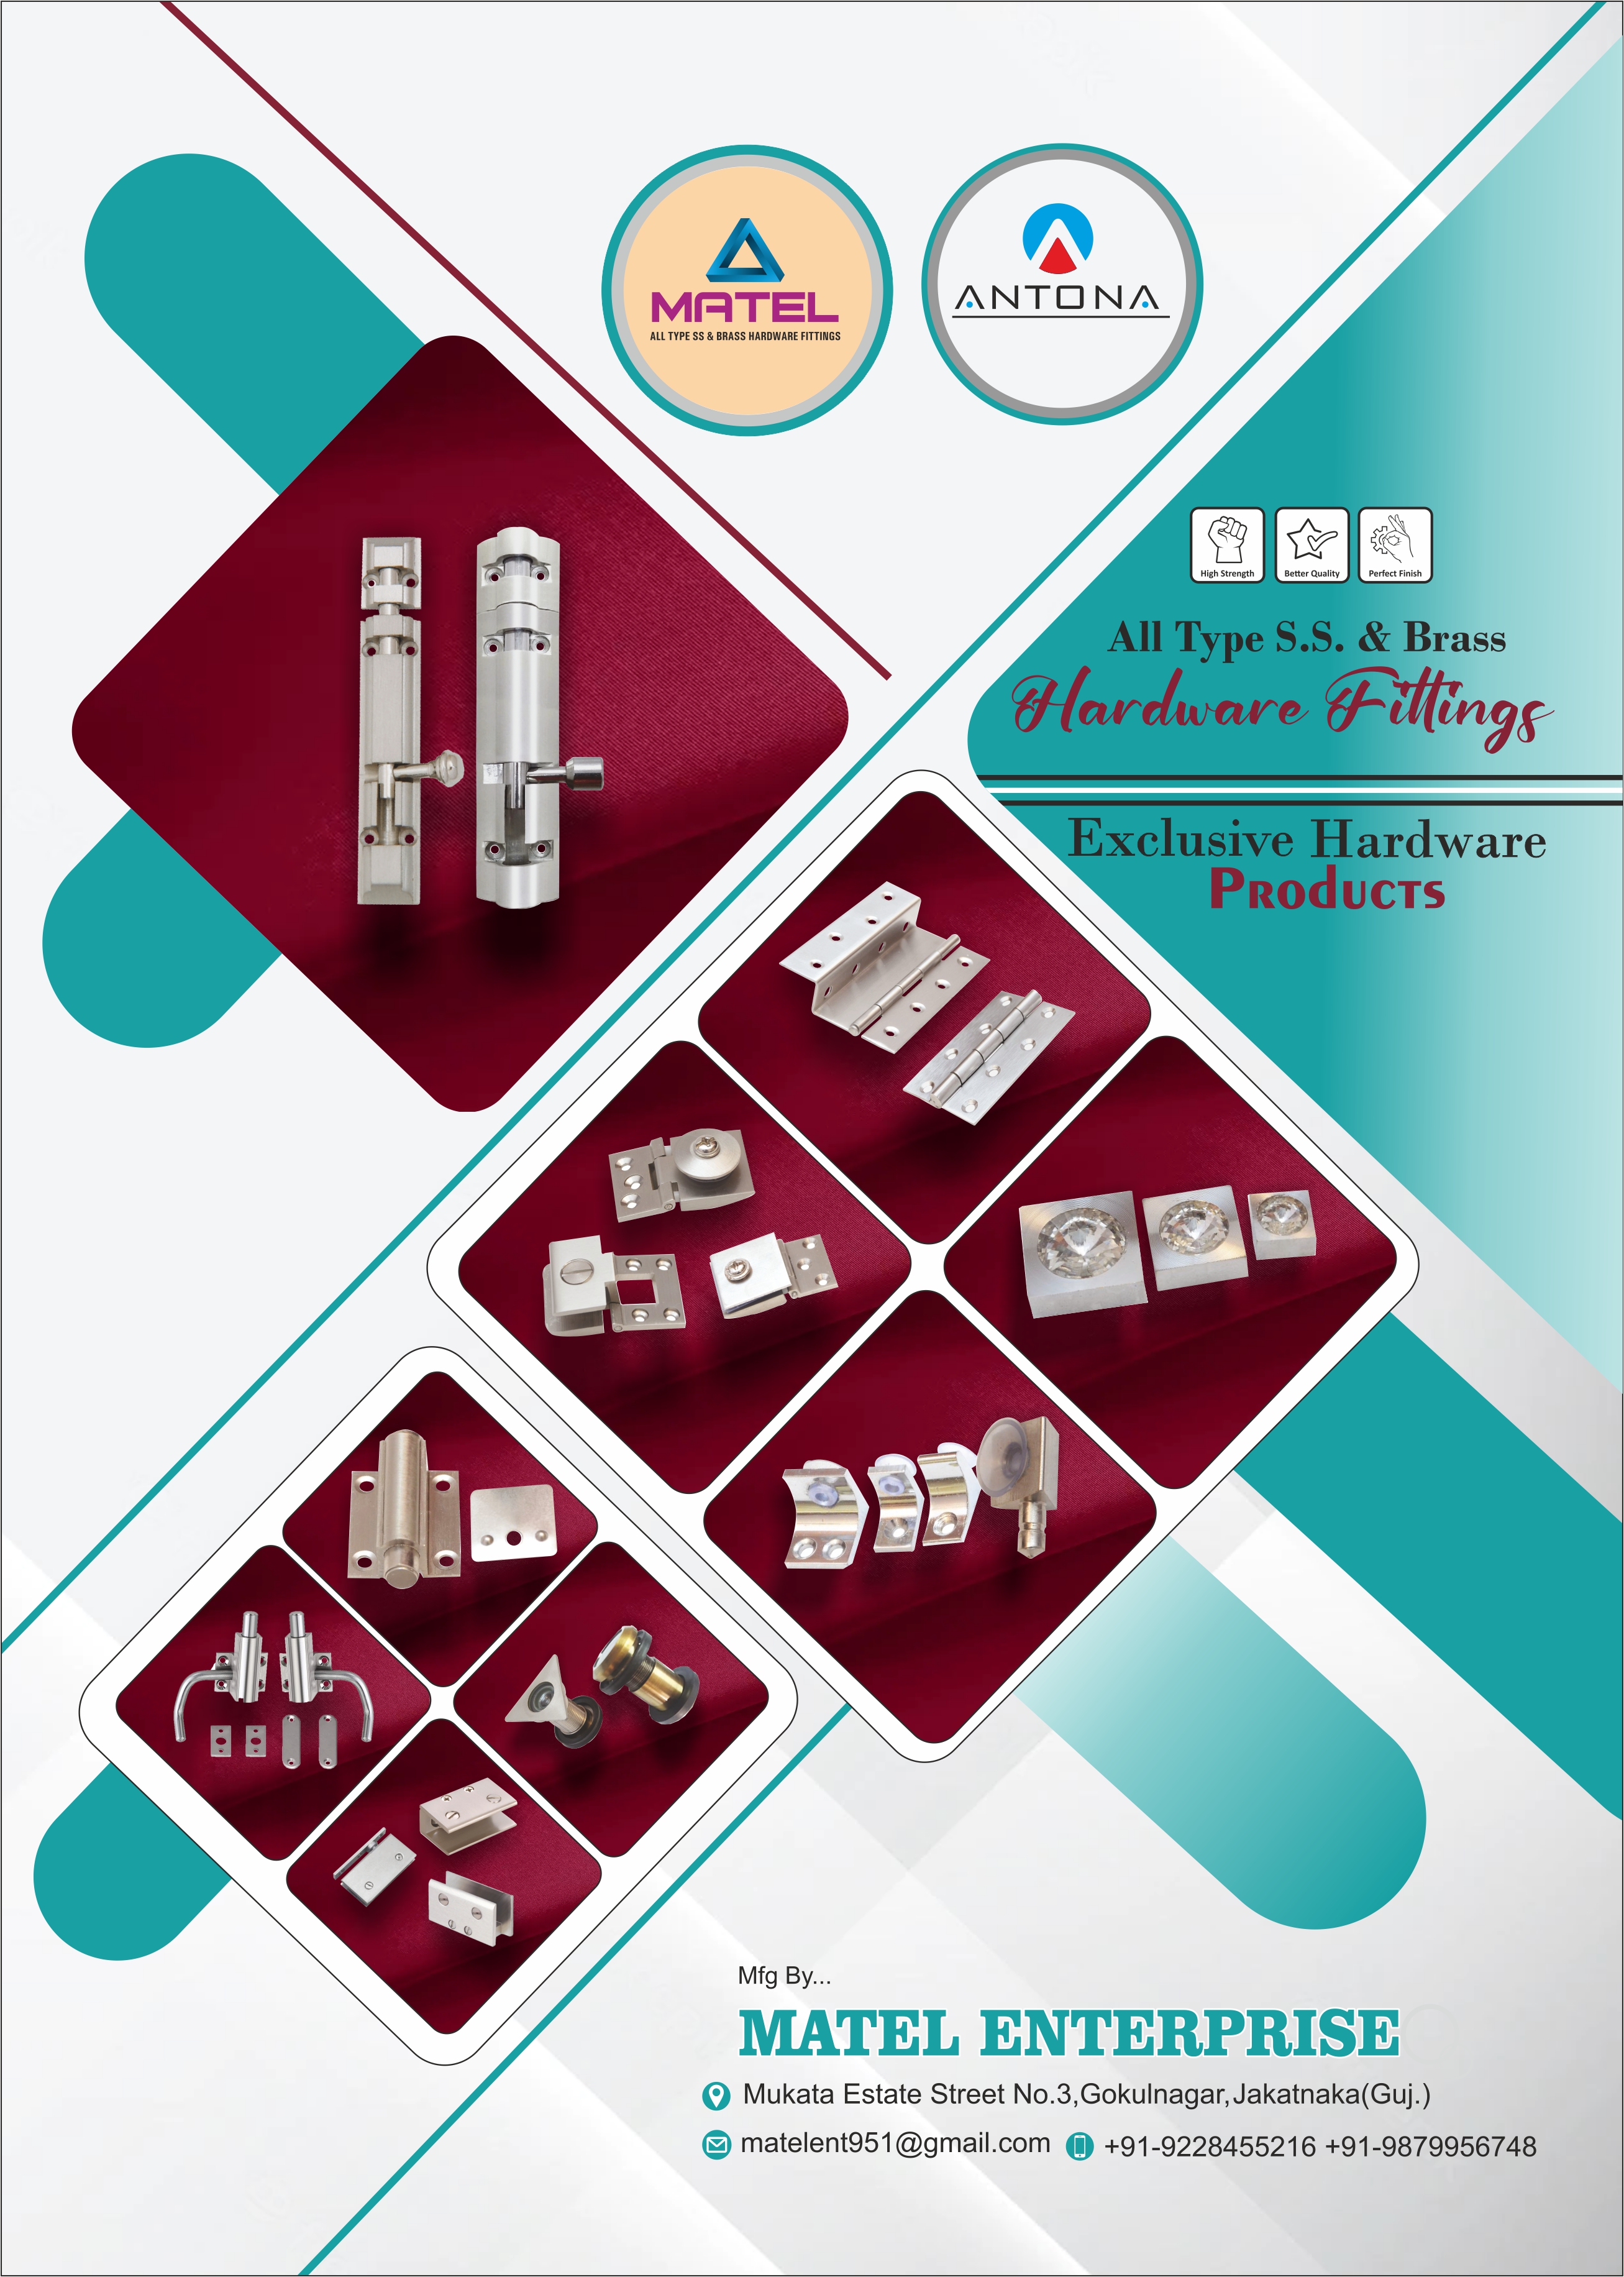 MATEL
ALL TYPE SS & BRASS HARDWARE FITTINGS
ANTONA
High Strength
Better Quality
Perfect Finish
All Type S.S. & Brass
Hardware Fittings
Exclusive Hardware
Products
Mfg By...
MATEL ENTERPRISE
Mukata Estate Street No.3,Gokulnagar,Jakatnaka(Guj.)
matelent951@gmail.com +91-9228455216 +91-9879956748